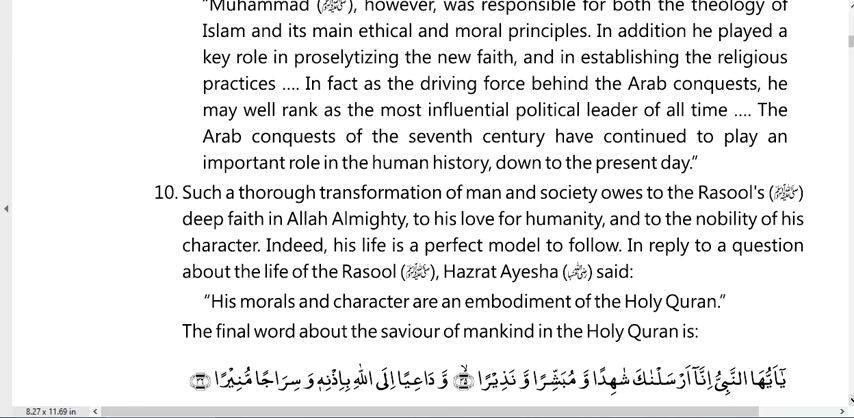 "Muhammad (ﷺ), however, was responsible for both the theology of
Islam and its main ethical and moral principles. In addition he played a
key role in proselytizing the new faith, and in establishing the religious
practices .... In fact as the driving force behind the Arab conquests, he
may well rank as the most influential political leader of all time .... The
Arab conquests of the seventh century have continued to play an
important role in the human history, down to the present day."
10. Such a thorough transformation of man and society owes to the Rasool's (ﷺ)
deep faith in Allah Almighty, to his love for humanity, and to the nobility of his
character. Indeed, his life is a perfect model to follow. In reply to a question
about the life of the Rasool (ﷺ), Hazrat Ayesha (رضی اللہ عنہا) said:
"His morals and character are an embodiment of the Holy Quran."
The final word about the saviour of mankind in the Holy Quran is:
يٰۤاَيُّهَا النَّبِىُّ اِنَّاۤ اَرْسَلْنٰكَ شٰهِدًا وَّ مُبَشِّرًا وَّ نَذِيْرًا ۙ‏﴿۴۵﴾ وَّ دَاعِيًا اِلَى اللّٰهِ بِاِذْنِهٖ وَ سِرَاجًا مُّنِيْرًا ﴿۴۶﴾
8.27 x 11.69 in